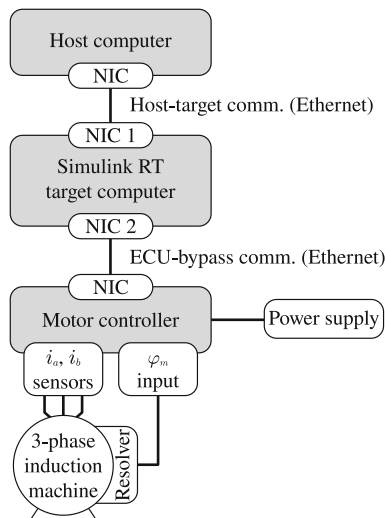 Host computer
NIC
Host-target comm. (Ethernet)
NIC 1
Simulink RT
target computer
NIC 2
ECU-bypass comm. (Ethernet)
NIC
Motor controller
Power supply
i_a, i_b
sensors
φ_m
input
3-phase
induction
machine
Resolver